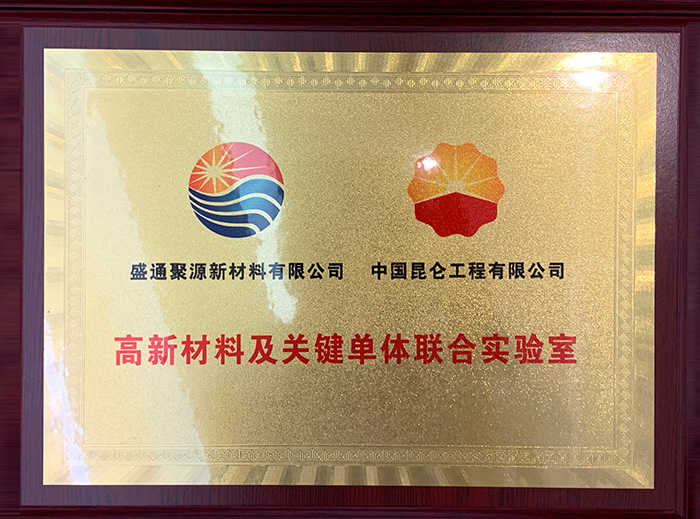 盛通聚源新材料有限公司 中国昆仑工程有限公司
高新材料及关键单体联合实验室